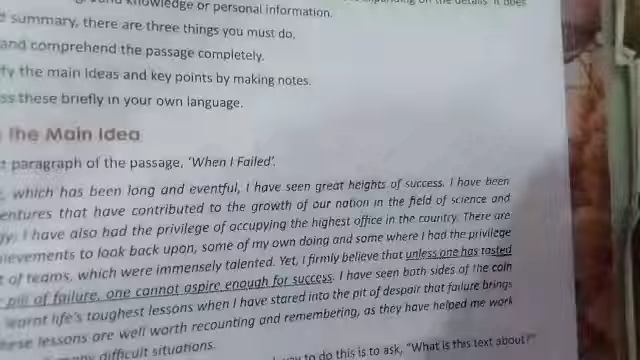 knowledge or personal information.
summary, there are three things you must do.
and comprehend the passage completely.
fy the main ideas and key points by making notes.
ss these briefly in your own language.
the Main Idea
paragraph of the passage, 'When I Failed'.
, which has been long and eventful, I have seen great heights of success. I have been
entures that have contributed to the growth of our nation in the field of science and
gy. I have also had the privilege of occupying the highest office in the country. There are
hievements to look back upon, some of my own doing and some where I had the privilege
t of teams, which were immensely talented. Yet, I firmly believe that unless one has tasted
pill of failure, one cannot aspire enough for success. I have seen both sides of the coin
learnt life's toughest lessons when I have stared into the pit of despair that failure brings
hese lessons are well worth recounting and remembering, as they have helped me work
many difficult situations.
way to do this is to ask, "What is this text about?"